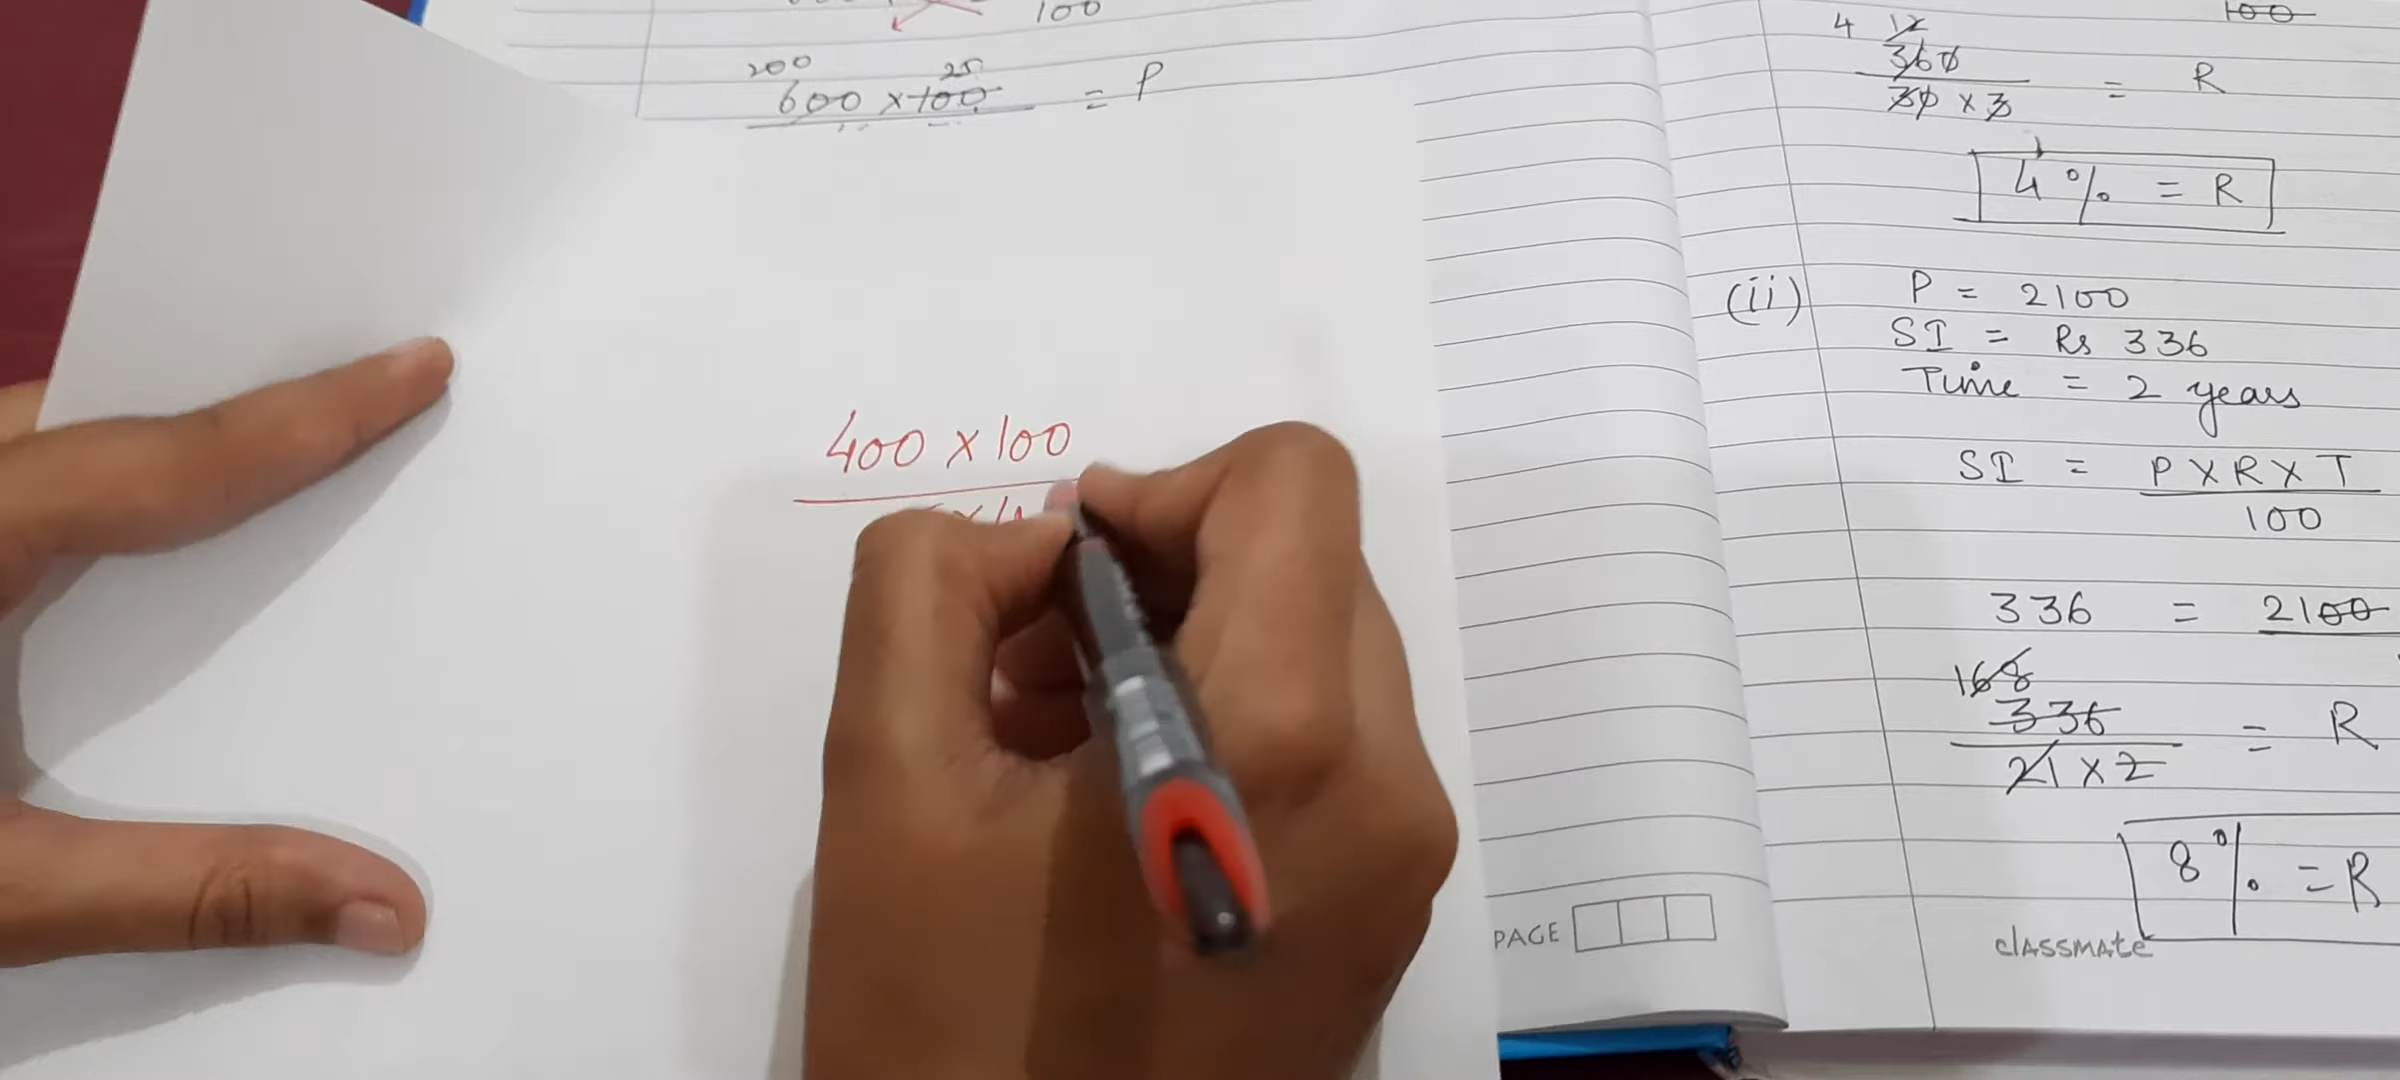 100
200 25
600 × 100 = P
400 × 100
100
4 12
360 = R
30 × 3
4% = R
(ii) P = 2100
SI = Rs 336
Time = 2 years
SI = P X R X T
100
336 = 2100
168
336 = R
21 × 2
8% = R
PAGE
classmate